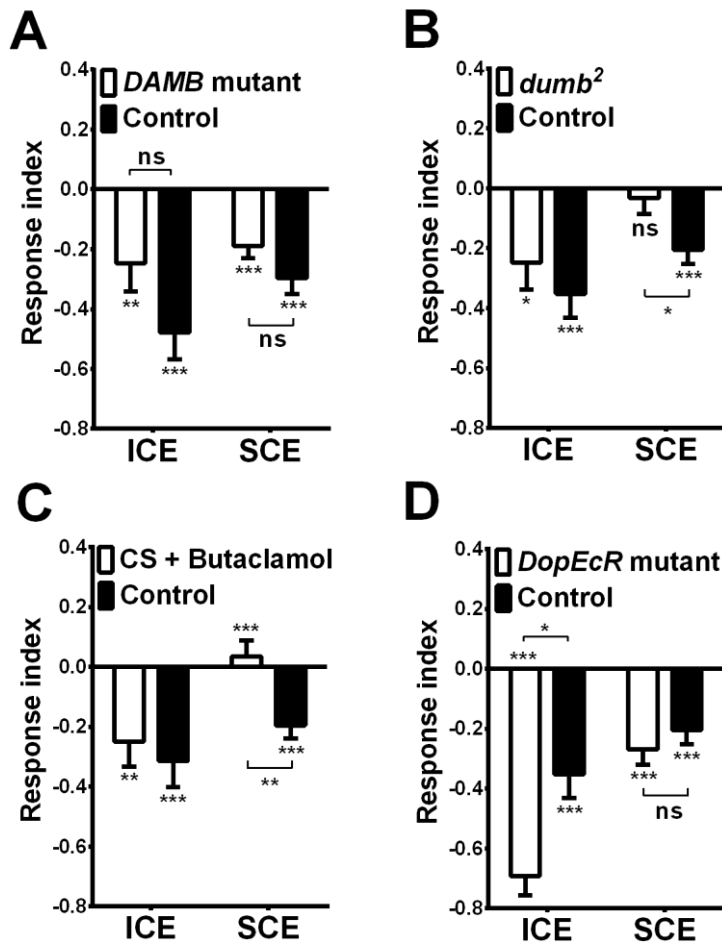 A
DAMB mutant
Control
Response index
0.4
0.2
0.0
-0.2
-0.4
-0.6
-0.8
ns
**
***
***
***
ns
ICE SCE
B
dumb²
Control
Response index
0.4
0.2
0.0
-0.2
-0.4
-0.6
-0.8
*
***
ns
***
*
ICE SCE
C
CS + Butaclamol
Control
Response index
0.4
0.2
0.0
-0.2
-0.4
-0.6
-0.8
**
***
***
***
**
ICE SCE
D
DopEcR mutant
Control
Response index
0.4
0.2
0.0
-0.2
-0.4
-0.6
-0.8
*
***
***
***
***
ns
ICE SCE